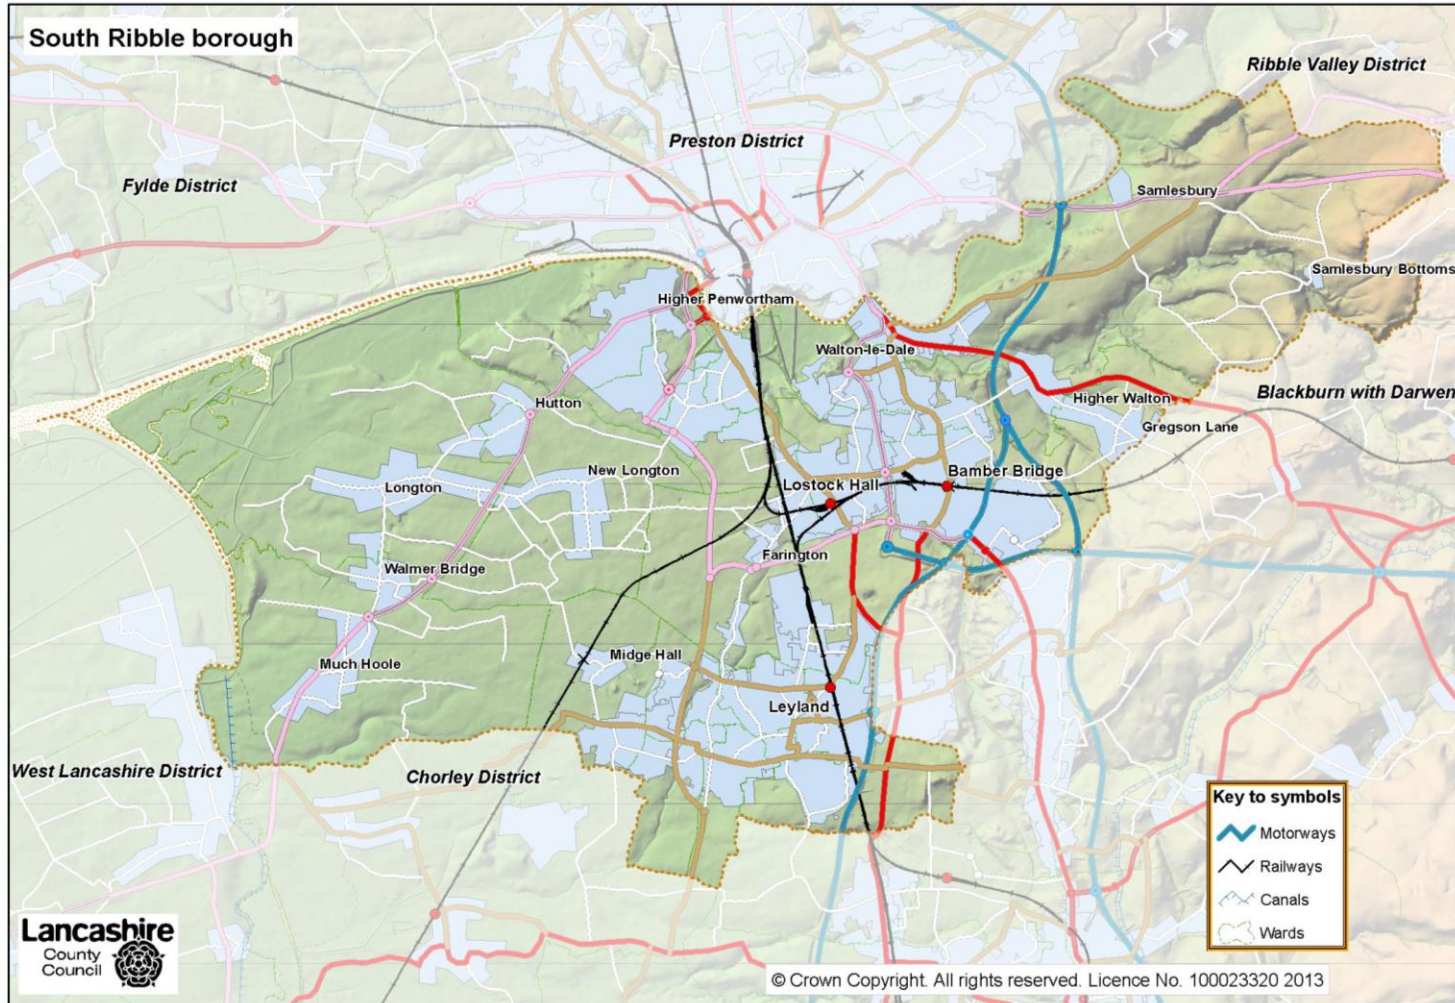 South Ribble borough
Ribble Valley District
Preston District
Fylde District
Samlesbury
Samlesbury Bottoms
Higher Penwortham
Walton-le-Dale
Blackburn with Darwen
Higher Walton
Hutton
Gregson Lane
New Longton
Bamber Bridge
Longton
Lostock Hall
Farington
Walmer Bridge
Midge Hall
Much Hoole
Leyland
West Lancashire District
Chorley District
Key to symbols
Motorways
Railways
Canals
Wards
Lancashire
County
Council
© Crown Copyright. All rights reserved. Licence No. 100023320 2013